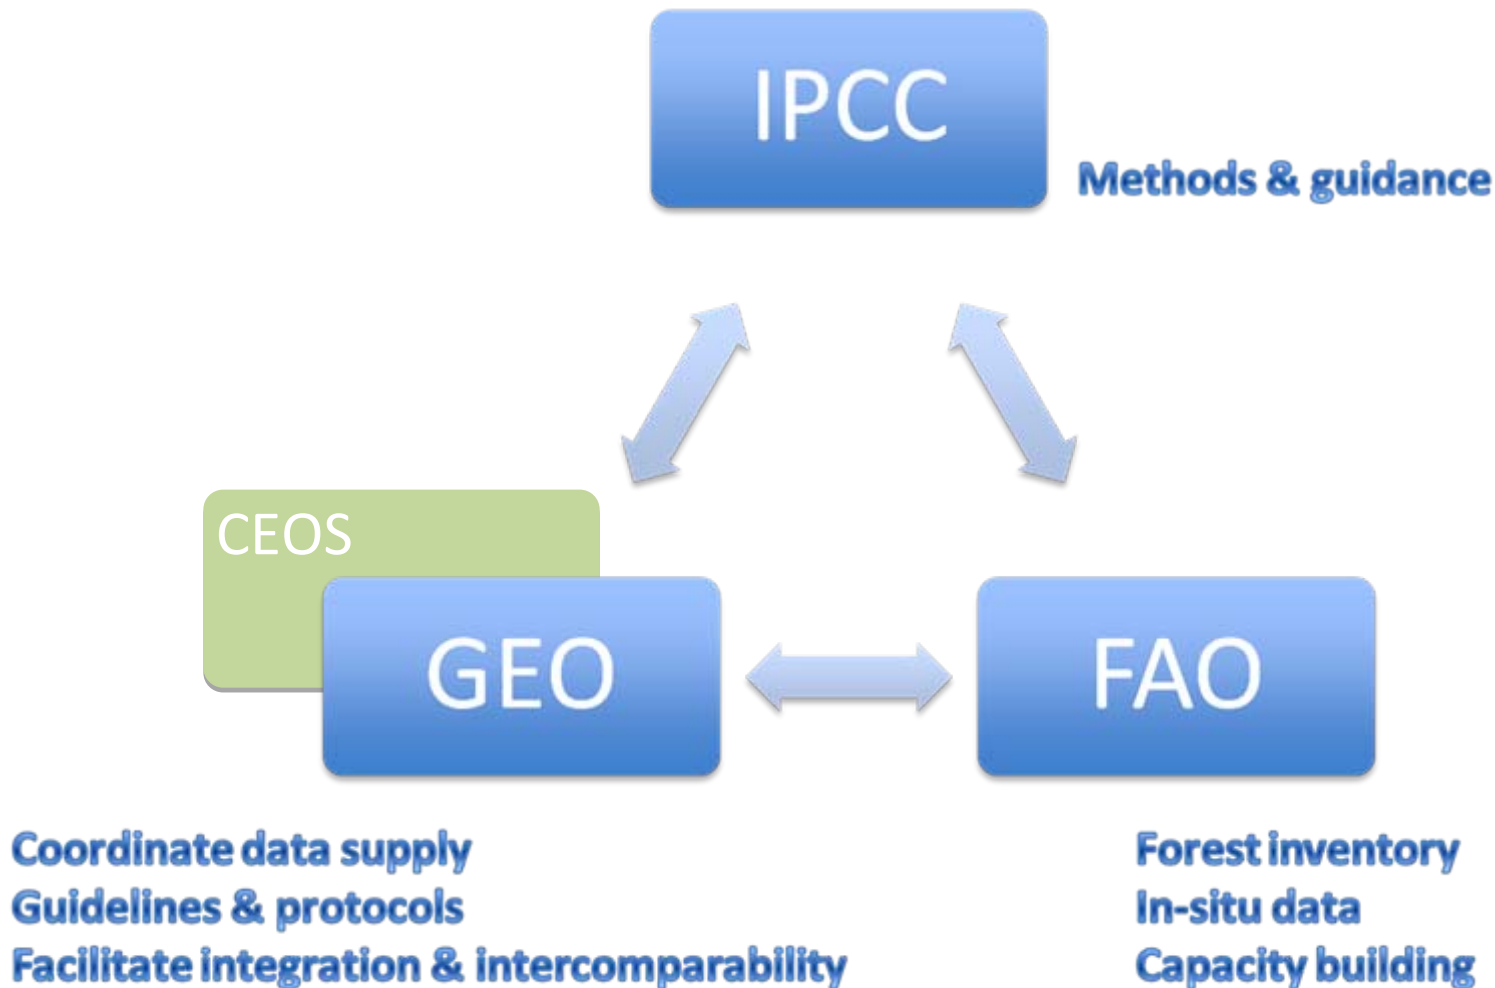 IPCC
Methods & guidance
CEOS
GEO
FAO
Coordinate data supply
Guidelines & protocols
Facilitate integration & intercomparability
Forest inventory
In-situ data
Capacity building